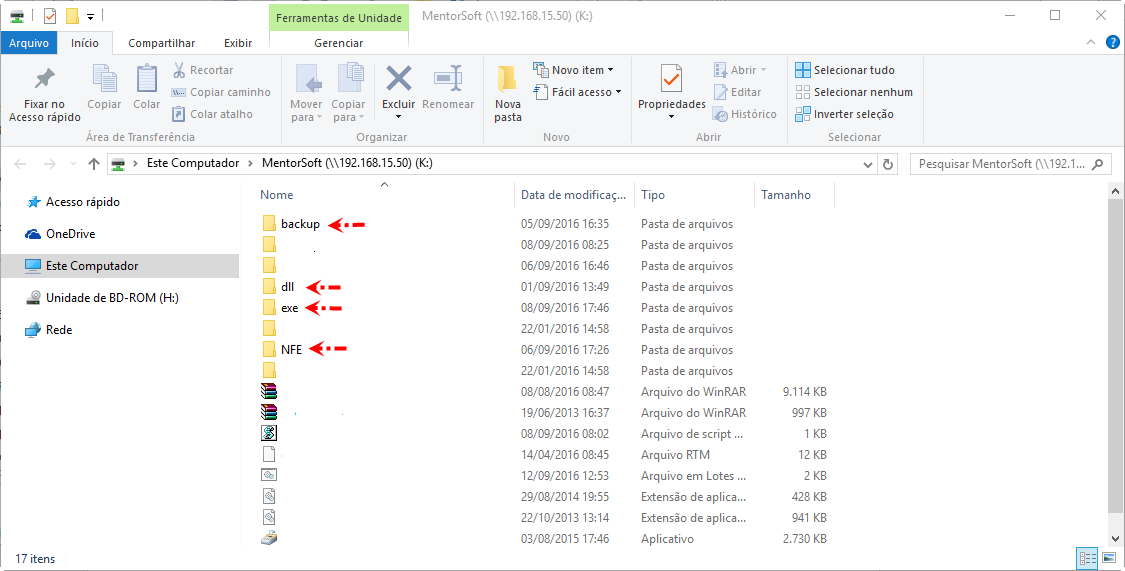 Ferramentas de Unidade MentorSoft (\\192.168.15.50) (K:)
Arquivo Início Compartilhar Exibir Gerenciar
Fixar no
Acesso rápido
Copiar
Colar
Recortar
Copiar caminho
Colar atalho
Área de Transferência
Mover
para
Copiar
para
Excluir
Renomear
Organizar
Nova
pasta
Novo item
Fácil acesso
Novo
Propriedades
Abrir
Editar
Histórico
Abrir
Selecionar tudo
Selecionar nenhum
Inverter seleção
Selecionar
Este Computador MentorSoft (\\192.168.15.50) (K:) Pesquisar MentorSoft (\\192.1...
Acesso rápido
OneDrive
Este Computador
Unidade de BD-ROM (H:)
Rede
Nome Data de modificaç... Tipo Tamanho
backup 05/09/2016 16:35 Pasta de arquivos
08/09/2016 08:25 Pasta de arquivos
06/09/2016 16:46 Pasta de arquivos
dll 01/09/2016 13:49 Pasta de arquivos
exe 08/09/2016 17:46 Pasta de arquivos
22/01/2016 14:58 Pasta de arquivos
NFE 06/09/2016 17:26 Pasta de arquivos
22/01/2016 14:58 Pasta de arquivos
08/08/2016 08:47 Arquivo do WinRAR 9.114 KB
19/06/2013 16:37 Arquivo do WinRAR 997 KB
08/09/2016 08:02 Arquivo de script ... 1 KB
14/04/2016 08:45 Arquivo RTM 12 KB
12/09/2016 12:53 Arquivo em Lotes ... 2 KB
29/08/2014 19:55 Extensão de aplica... 428 KB
22/10/2013 13:14 Extensão de aplica... 941 KB
03/08/2015 17:46 Aplicativo 2.730 KB
17 itens